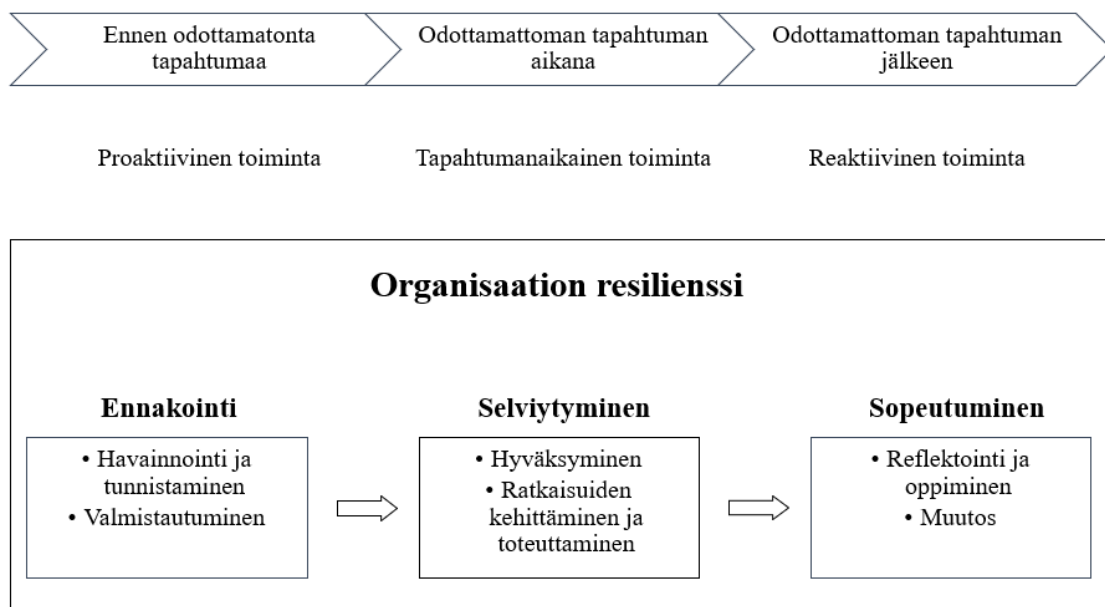 Ennen odottamatonta
tapahtumaa
Odottamattoman tapahtuman
aikana
Odottamattoman tapahtuman
jälkeen
Proaktiivinen toiminta
Tapahtumanaikainen toiminta
Reaktiivinen toiminta
Organisaation resilienssi
Ennakointi
• Havainnointi ja
tunnistaminen
• Valmistautuminen
Selviytyminen
• Hyväksyminen
• Ratkaisuiden
kehittäminen ja
toteuttaminen
Sopeutuminen
• Reflektointi ja
oppiminen
• Muutos